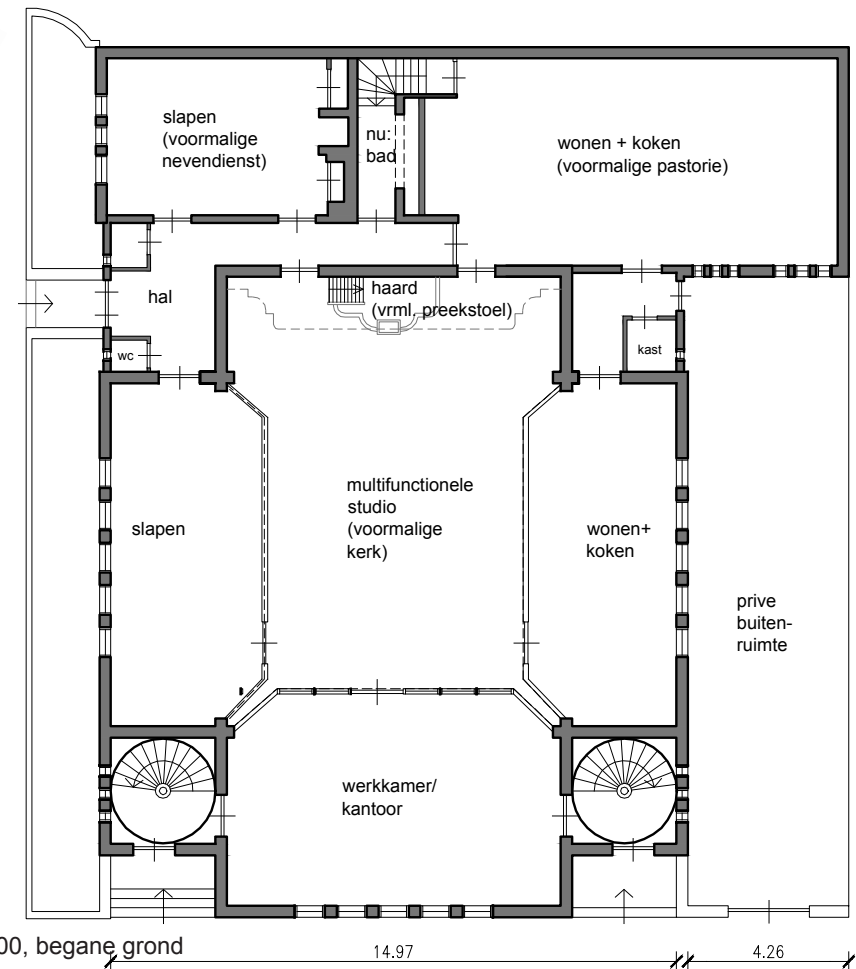 slapen
(voormalige
nevendienst)
nu:
bad
wonen + koken
(voormalige pastorie)
hal
haard
(vrml. preekstoel)
wc
kast
slapen
multifunctionele
studio
(voormalige
kerk)
wonen+
koken
prive
buiten-
ruimte
werkkamer/
kantoor
00, begane grond
14.97
4.26